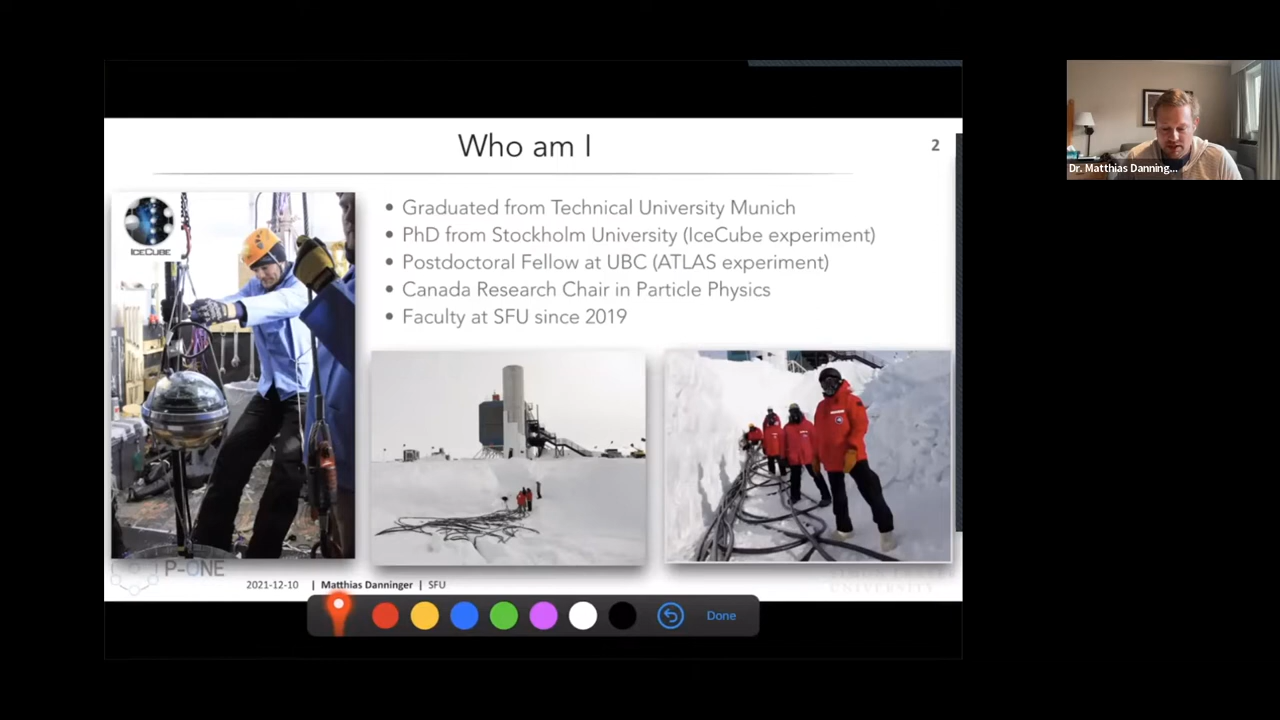 Who am I
2
ICECUBE
• Graduated from Technical University Munich
• PhD from Stockholm University (IceCube experiment)
• Postdoctoral Fellow at UBC (ATLAS experiment)
• Canada Research Chair in Particle Physics
• Faculty at SFU since 2019
P-ONE
2021-12-10 | Matthias Danninger | SFU
UNIVERSITY
Done
Dr. Matthias Danning...